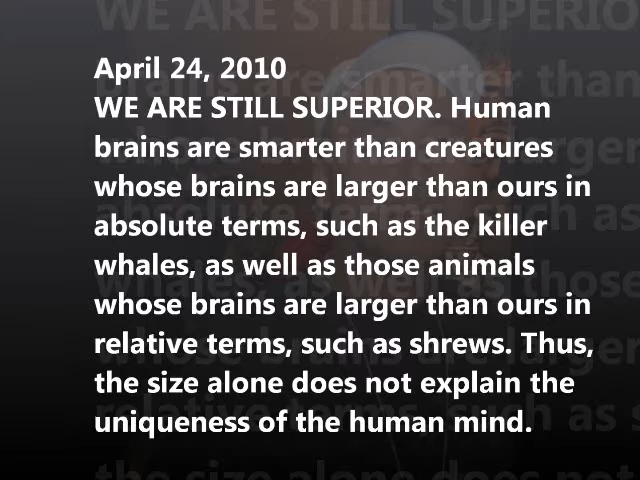 April 24, 2010
WE ARE STILL SUPERIOR. Human
brains are smarter than creatures
whose brains are larger than ours in
absolute terms, such as the killer
whales, as well as those animals
whose brains are larger than ours in
relative terms, such as shrews. Thus,
the size alone does not explain the
uniqueness of the human mind.